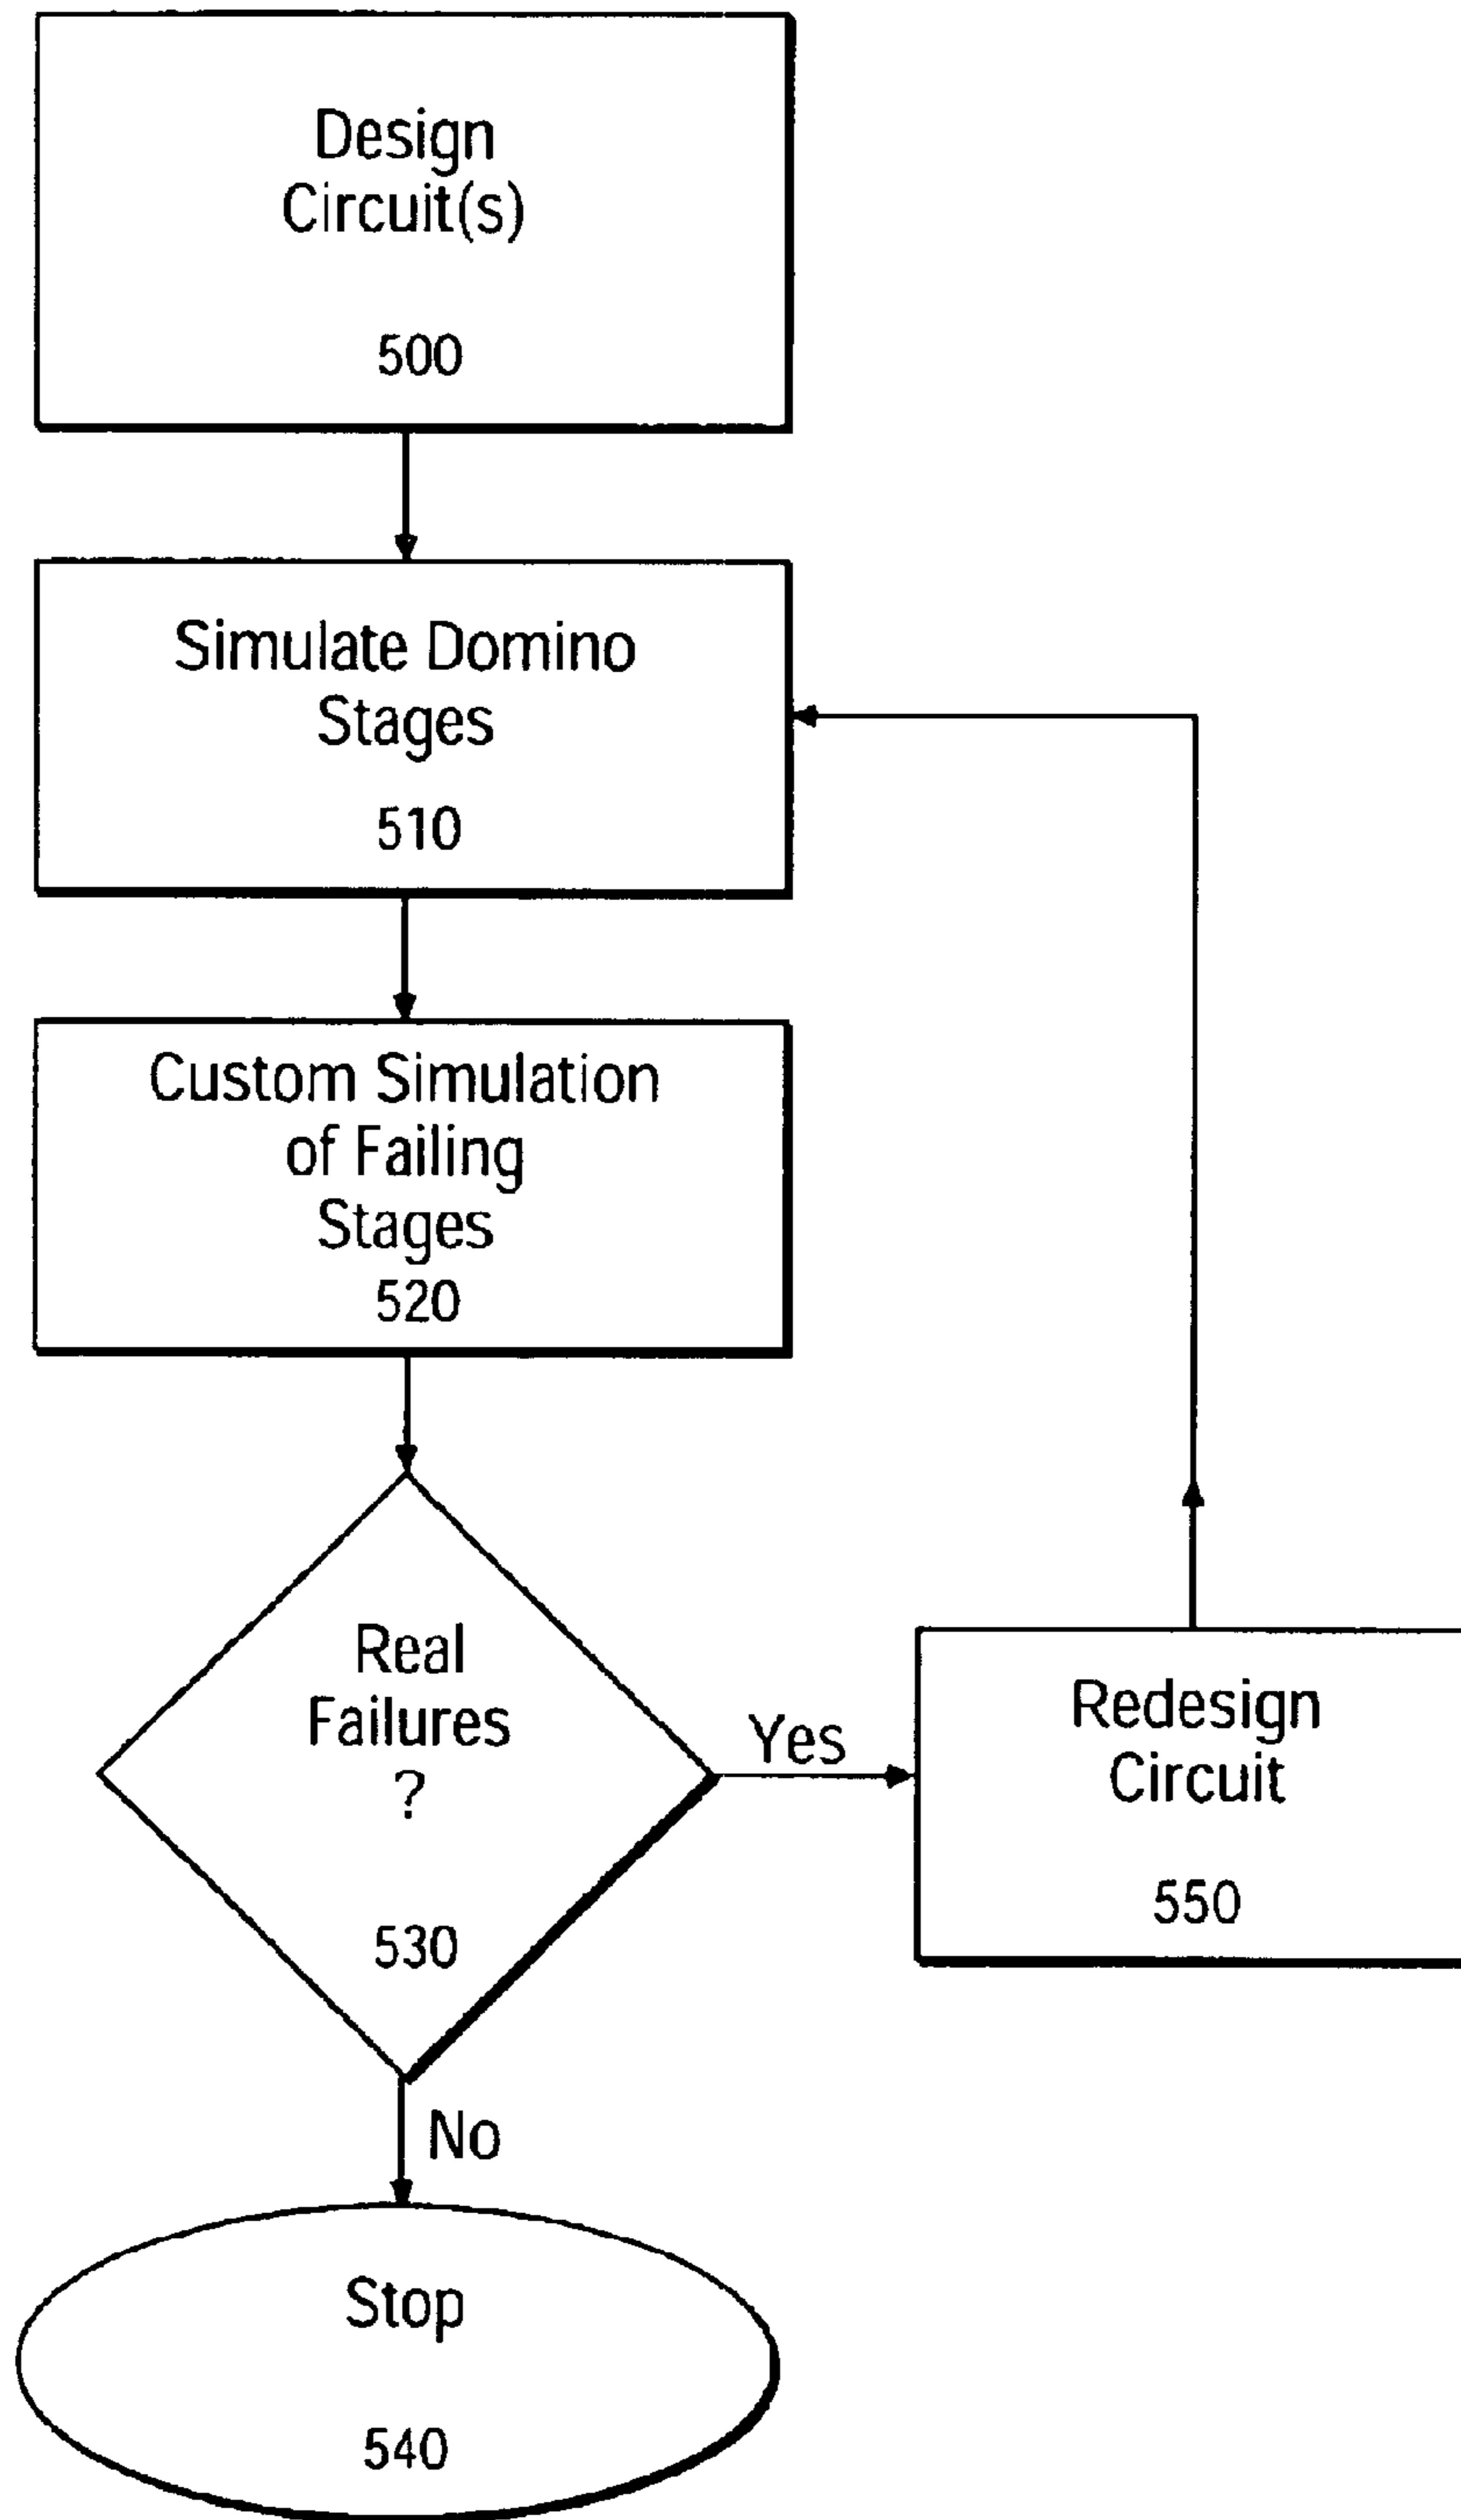 Design
Circuit(s)
500
Simulate Domino
Stages
510
Custom Simulation
of Failing
Stages
520
Real
Failures
?
530
Yes
Redesign
Circuit
550
No
Stop
540